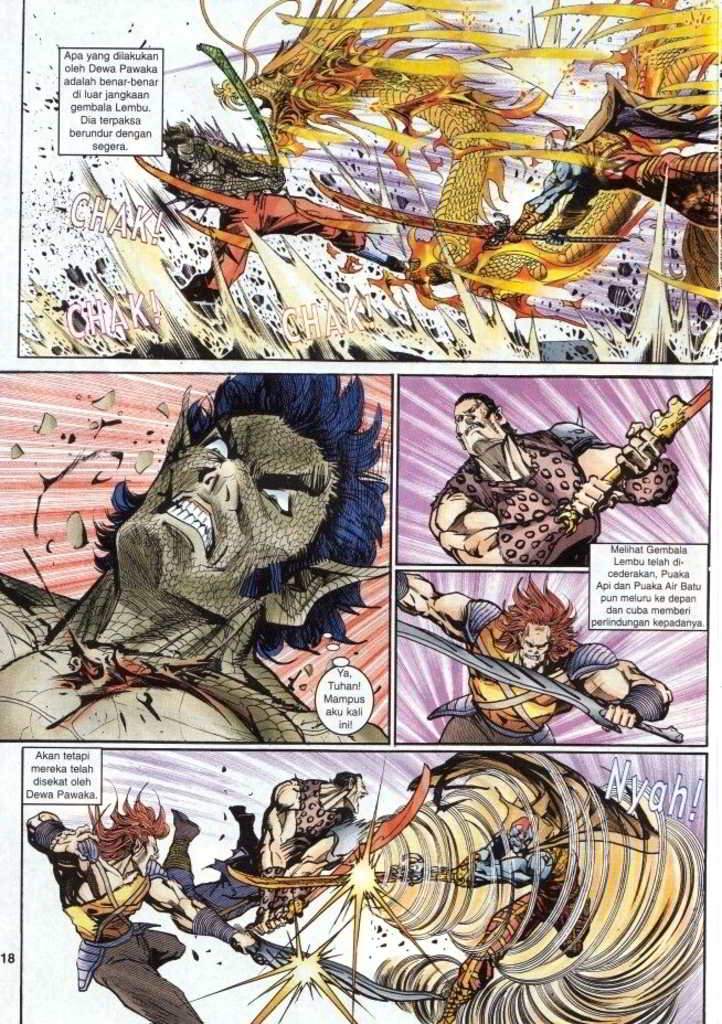 Apa yang dilakukan
oleh Dewa Pawaka
adalah benar-benar
di luar jangkaan
gembala Lembu.
Dia terpaksa
berundur dengan
segera.
CHAK!
CHAK!
CHAK!
Ya,
Tuhan!
Mampus
aku kali
ini!
Melihat Gembala
Lembu telah di-
cederakan, Puaka
Api dan Puaka Air Batu
pun meluru ke depan
dan cuba memberi
perlindungan kepadanya.
Akan tetapi
mereka telah
disekat oleh
Dewa Pawaka.
Nyah!
18